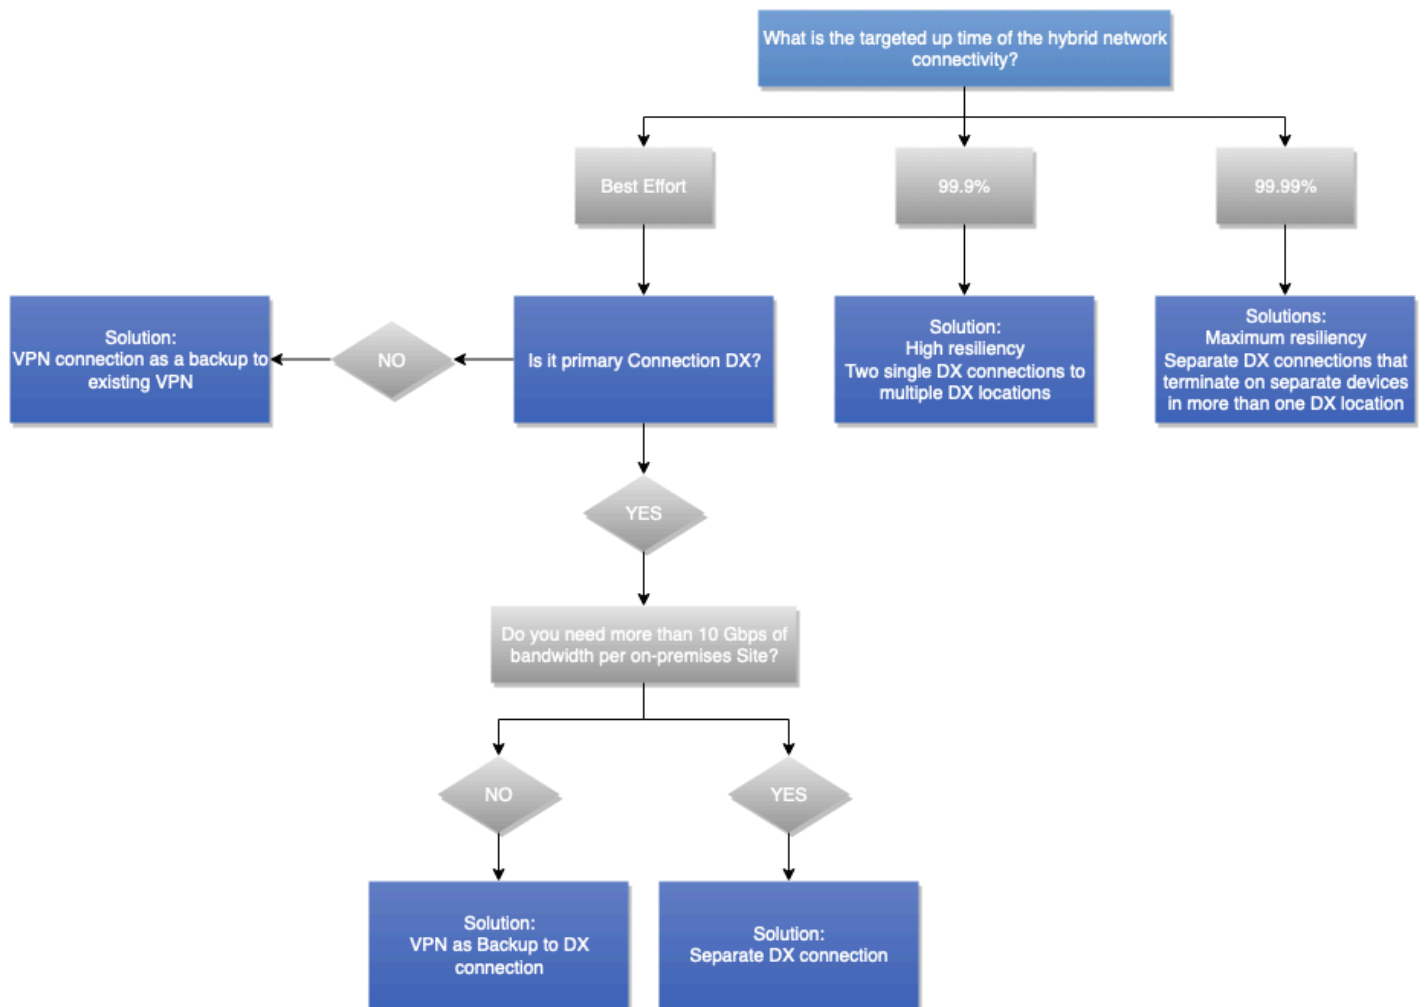 What is the targeted up time of the hybrid network
connectivity?
Best Effort
99.9%
99.99%
Solution:
VPN connection as a backup to
existing VPN
NO
Is it primary Connection DX?
Solution:
High resiliency
Two single DX connections to
multiple DX locations
Solutions:
Maximum resiliency
Separate DX connections that
terminate on separate devices
in more than one DX location
YES
Do you need more than 10 Gbps of
bandwidth per on-premises Site?
NO
YES
Solution:
VPN as Backup to DX
connection
Solution:
Separate DX connection